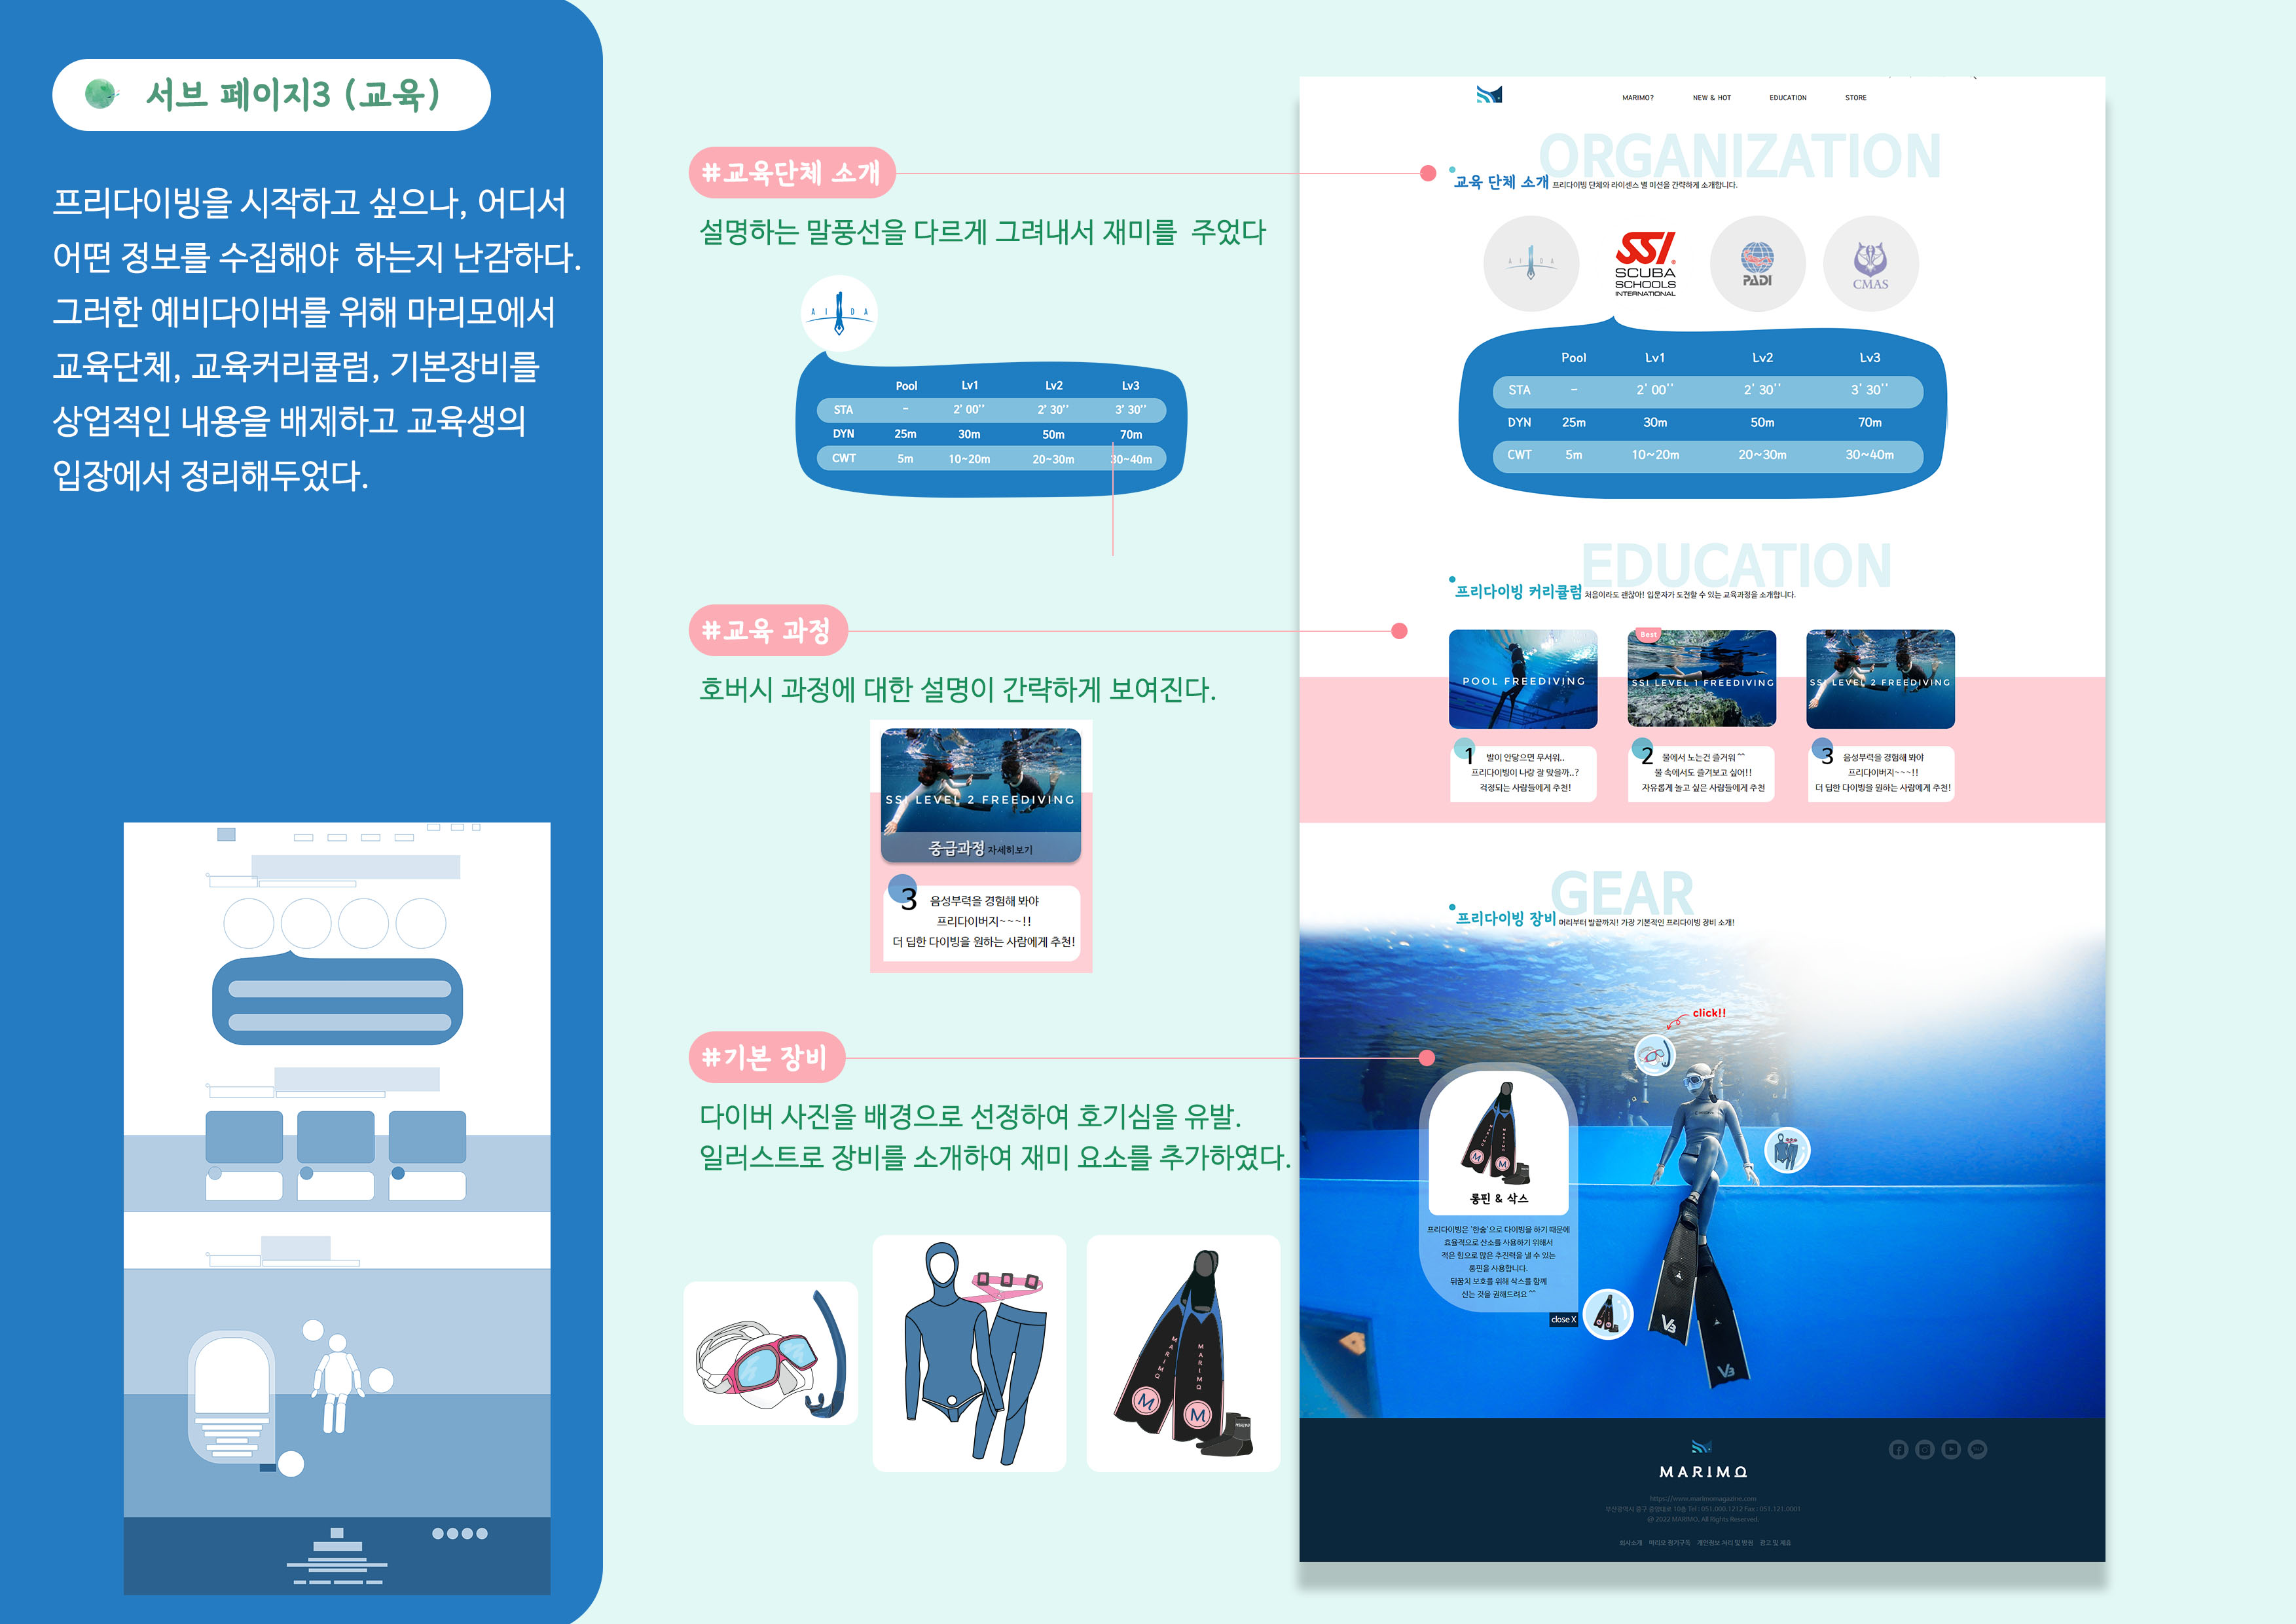 서브 페이지3 (교육)
프리다이빙을 시작하고 싶으나, 어디서
어떤 정보를 수집해야 하는지 난감하다.
그러한 예비다이버를 위해 마리모에서
교육단체, 교육커리큘럼, 기본장비를
상업적인 내용을 배제하고 교육생의
입장에서 정리해두었다.
#교육단체 소개
설명하는 말풍선을 다르게 그려내서 재미를 주었다
AIDA
Pool Lv1 Lv2 Lv3
STA - 2' 00'' 2' 30'' 3' 30''
DYN 25m 30m 50m 70m
CWT 5m 10~20m 20~30m 30~40m
#교육 과정
호버시 과정에 대한 설명이 간략하게 보여진다.
SSI LEVEL 2 FREEDIVING
중급과정 자세히보기
3 음성부력을 경험해 봐야
프리다이버지~~~!!
더 딥한 다이빙을 원하는 사람에게 추천!
#기본 장비
다이버 사진을 배경으로 선정하여 호기심을 유발.
일러스트로 장비를 소개하여 재미 요소를 추가하였다.
MARIMO
MARIMO
M M
MARIMO? NEW & HOT EDUCATION STORE
ORGANIZATION
교육 단체 소개 프리다이빙 단체와 라이센스 별 미션을 간략하게 소개합니다.
AIDA
SSI
SCUBA
SCHOOLS
INTERNATIONAL
PADI
CMAS
Pool Lv1 Lv2 Lv3
STA - 2' 00'' 2' 30'' 3' 30''
DYN 25m 30m 50m 70m
CWT 5m 10~20m 20~30m 30~40m
EDUCATION
프리다이빙 커리큘럼 처음이라도 괜찮아! 입문자가 도전할 수 있는 교육과정을 소개합니다.
POOL FREEDIVING
Best
SSI LEVEL 1 FREEDIVING
SSI LEVEL 2 FREEDIVING
1 발이 안닿으면 무서워..
프리다이빙이 나랑 잘 맞을까..?
걱정되는 사람들에게 추천!
2 물에서 노는건 즐거워 ^^
물 속에서도 즐겨보고 싶어!!
자유롭게 놀고 싶은 사람들에게 추천
3 음성부력을 경험해 봐야
프리다이버지~~~!!
더 딥한 다이빙을 원하는 사람에게 추천!
GEAR
프리다이빙 장비 머리부터 발끝까지! 가장 기본적인 프리다이빙 장비 소개!
click!!
롱핀 & 삭스
프리다이빙은 '한숨'으로 다이빙을 하기 때문에
효율적으로 산소를 사용하기 위해서
적은 힘으로 많은 추진력을 낼 수 있는
롱핀을 사용합니다.
뒤꿈치 보호를 위해 삭스를 함께
신는 것을 권해드려요 ^^
close X
V3
V3
MARIMO
https://www.marimomagazine.com
부산광역시 중구 중앙대로 10층 Tel : 051.000.1212 Fax : 051.121.0001
@ 2022 MARIMO. All Rights Reserved.
회사소개 마리모 정기구독 개인정보 처리 및 방침 광고 및 제휴